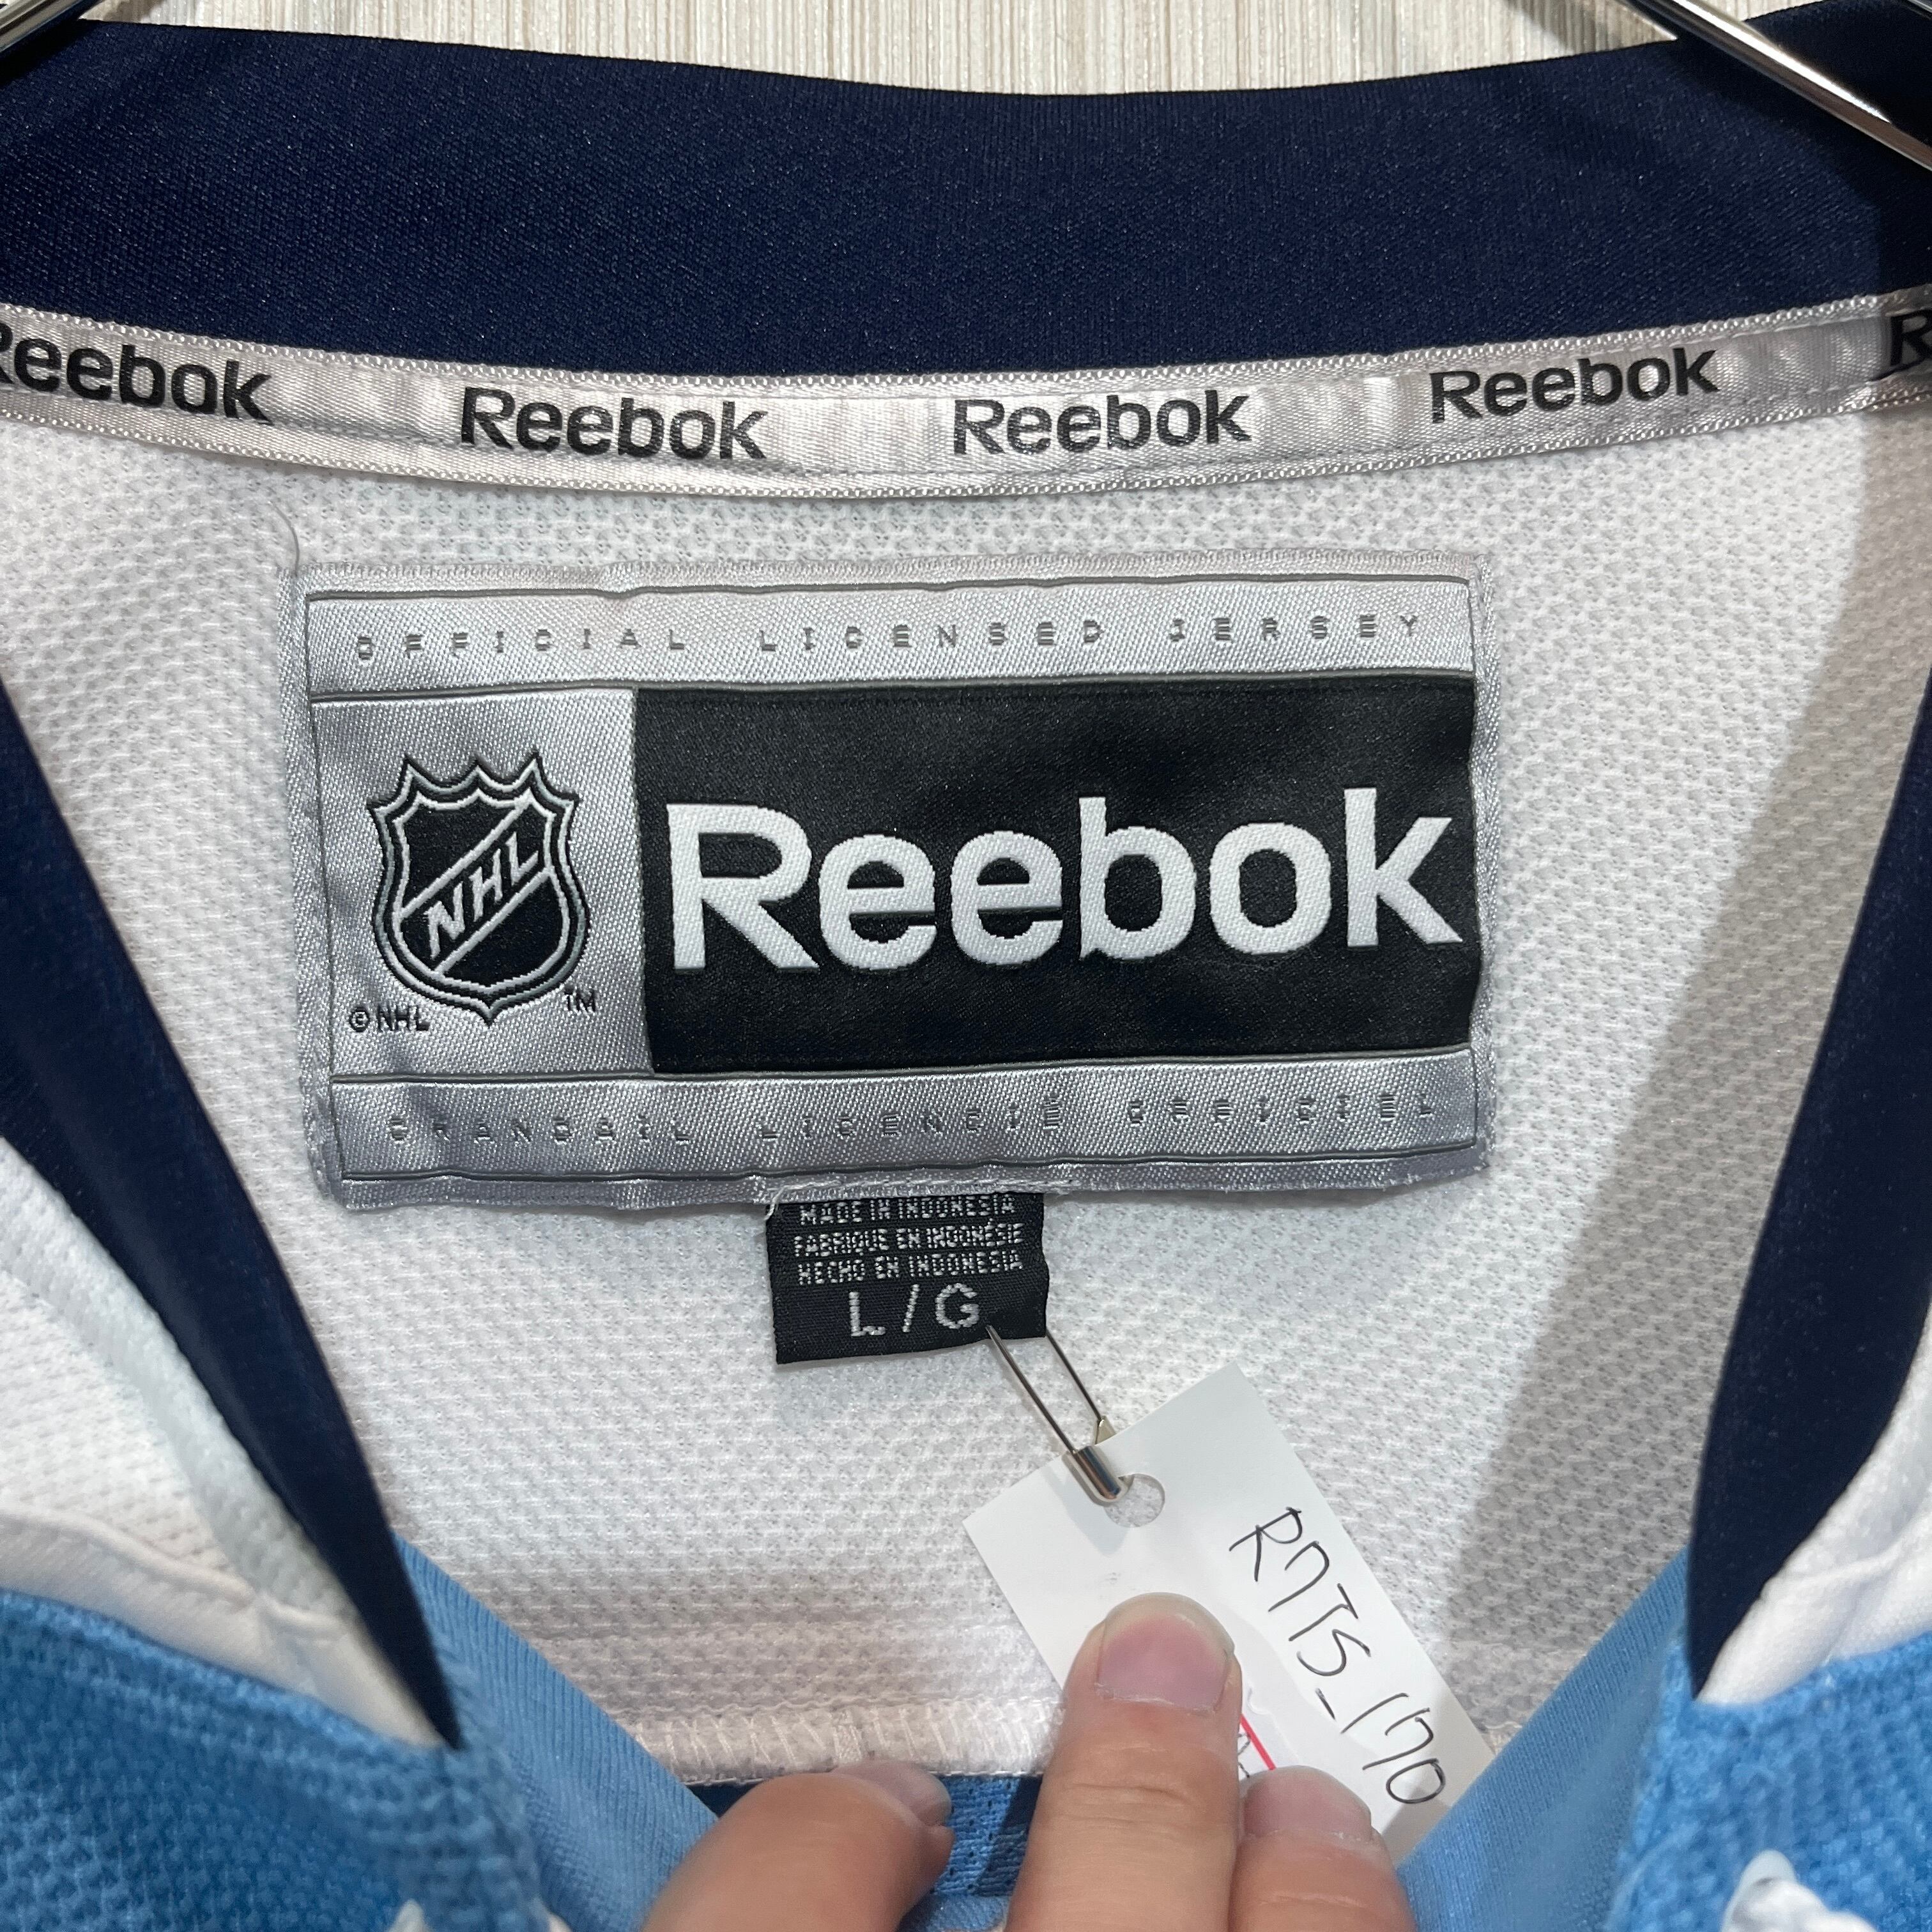 Reebok Reebok Reebok Reebok R
OFFICIAL LICENSED JERSEY
NHL
Reebok
© NHL
TM
CHANDAIL LICENCIÉ OFFICIEL
MADE IN INDONESIA
FABRIQUE EN INDONÉSIE
HECHO EN INDONESIA
L / G
R7TS_170